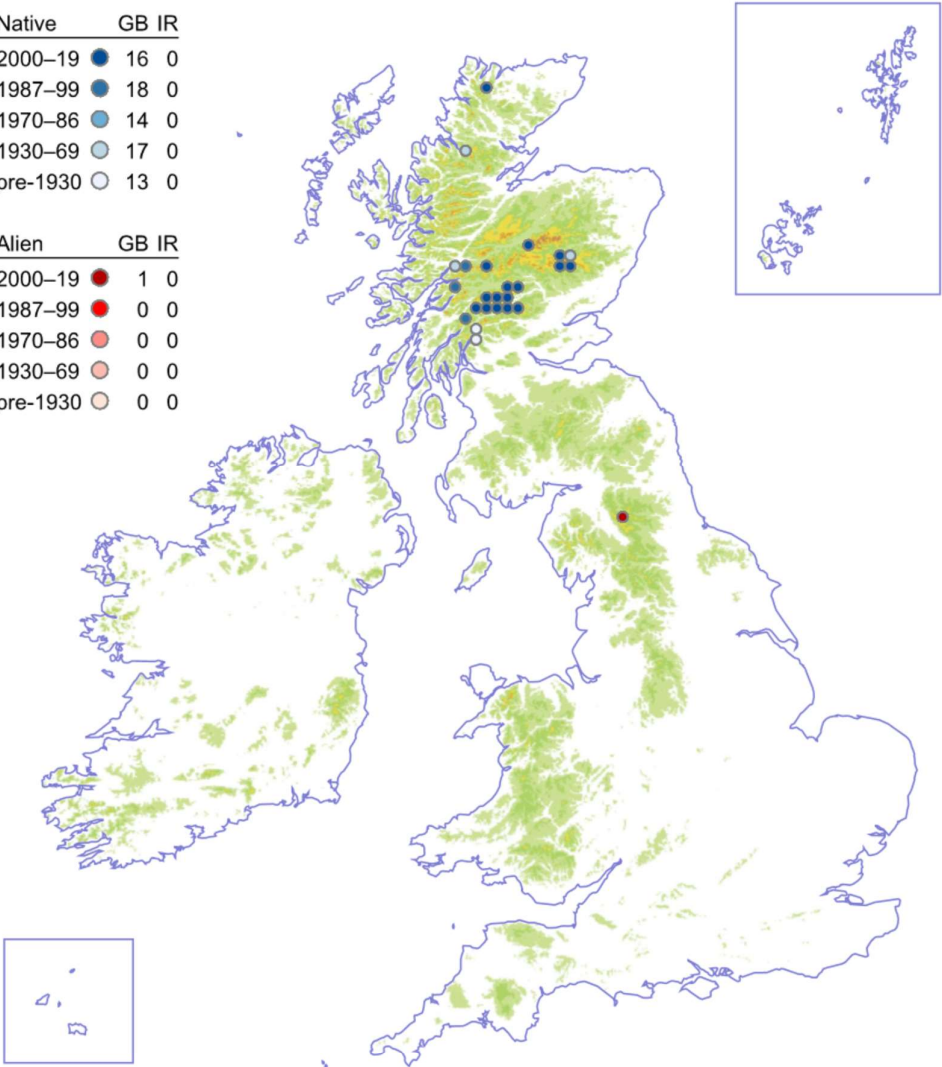 Native GB IR
2000–19 16 0
1987–99 18 0
1970–86 14 0
1930–69 17 0
ore-1930 13 0
Alien GB IR
2000–19 1 0
1987–99 0 0
1970–86 0 0
1930–69 0 0
ore-1930 0 0